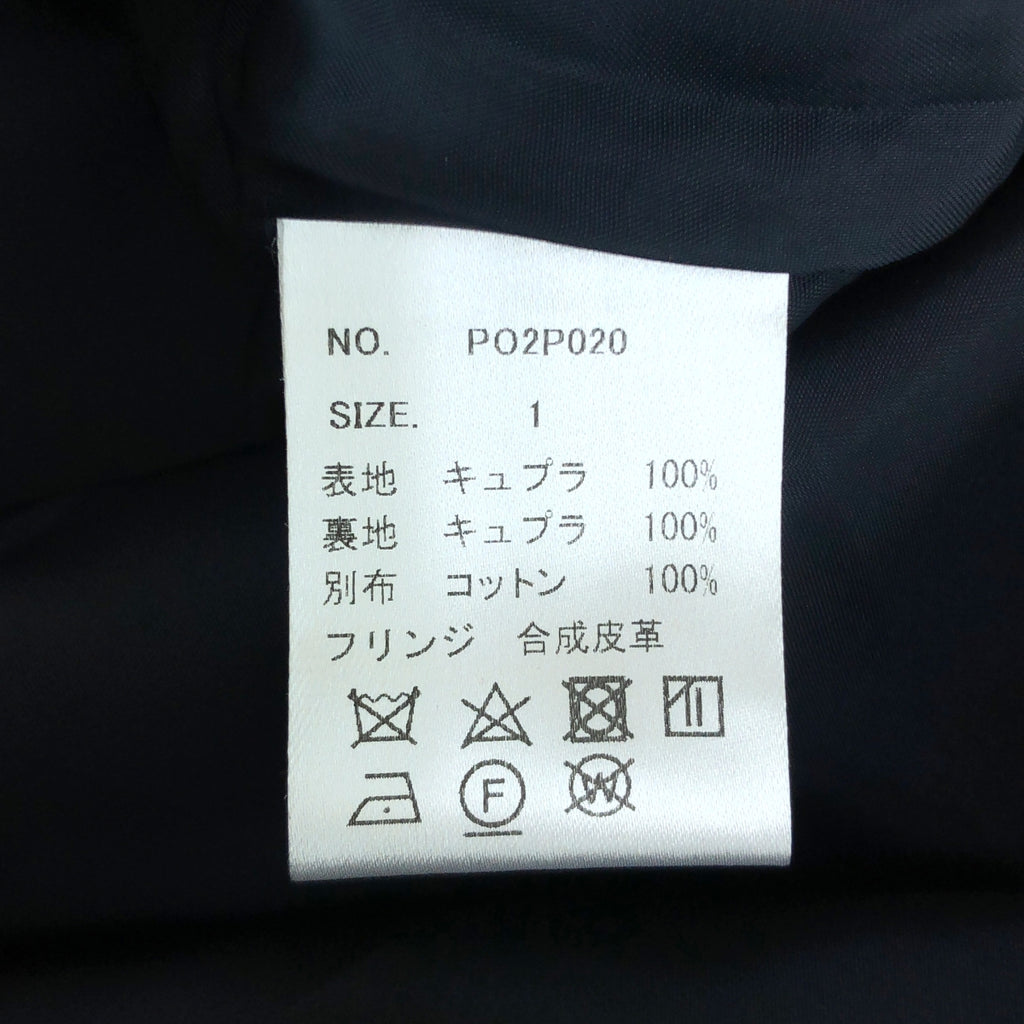 NO. PO2P020
SIZE. 1
表地 キュプラ 100%
裏地 キュプラ 100%
別布 コットン 100%
フリンジ 合成皮革
F W